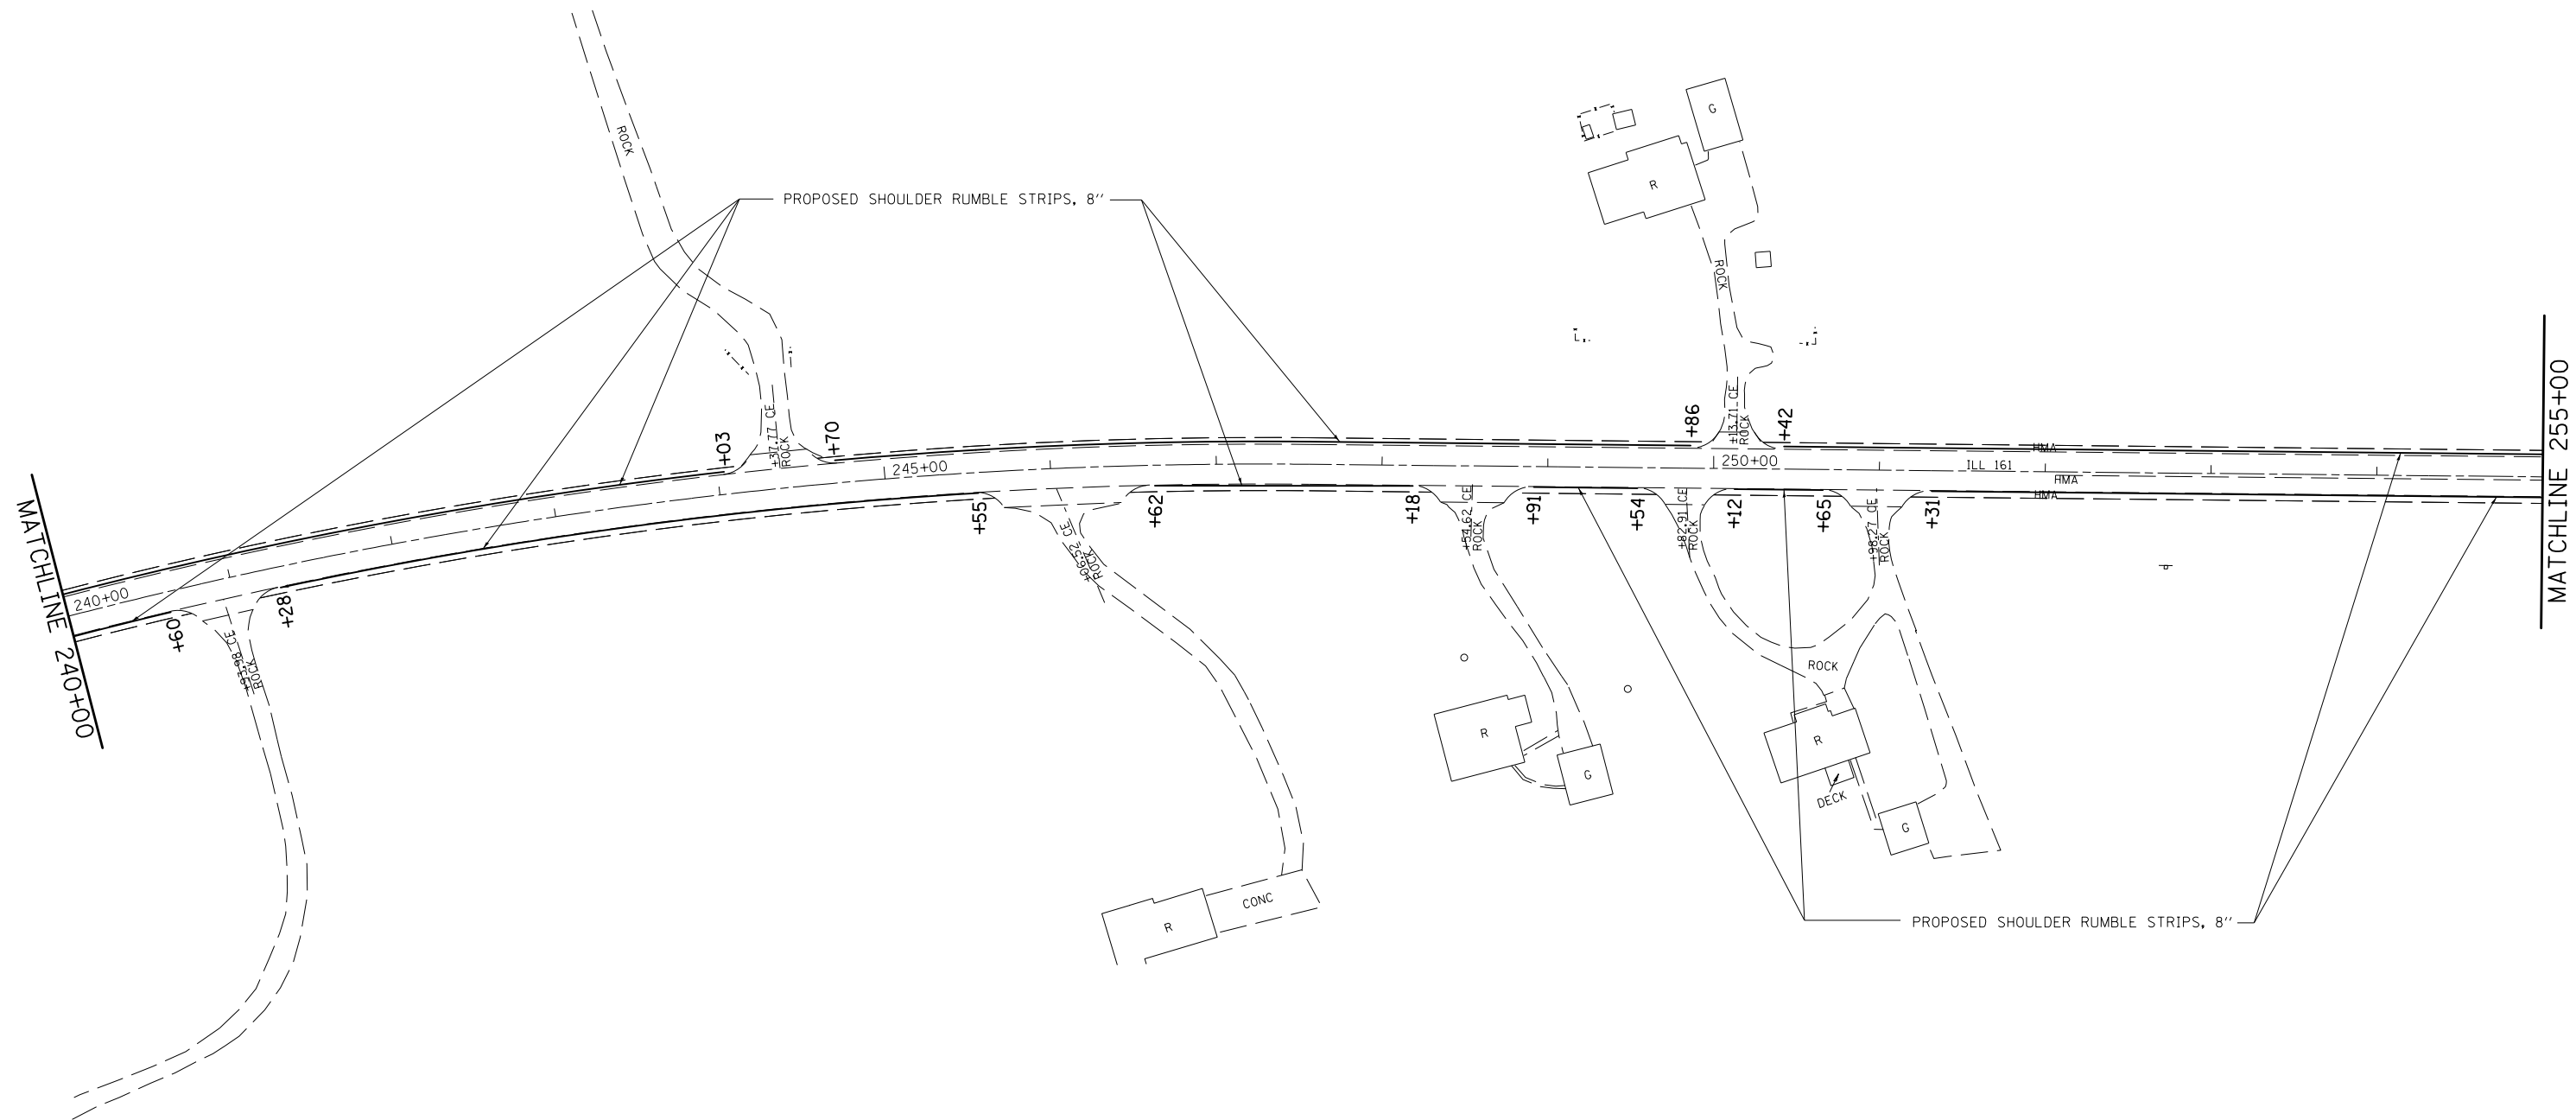 G
ROCK
R
PROPOSED SHOULDER RUMBLE STRIPS, 8''
ROCK
+03
+37.77 CE
ROCK
+70
+86
+13.71 CE
ROCK
+42
HMA
245+00
250+00
ILL 161
HMA
HMA
MATCHLINE 255+00
MATCHLINE 240+00
240+00
+60
+93.98 CE
ROCK
+28
+55
+06.52 = CE
ROCK
+62
+18
+54.62 CE
ROCK
+91
+54
+82.91 CE
ROCK
+12
+65
+98.27 CE
ROCK
+31
ROCK
R
G
R
DECK
G
CONC
R
PROPOSED SHOULDER RUMBLE STRIPS, 8''